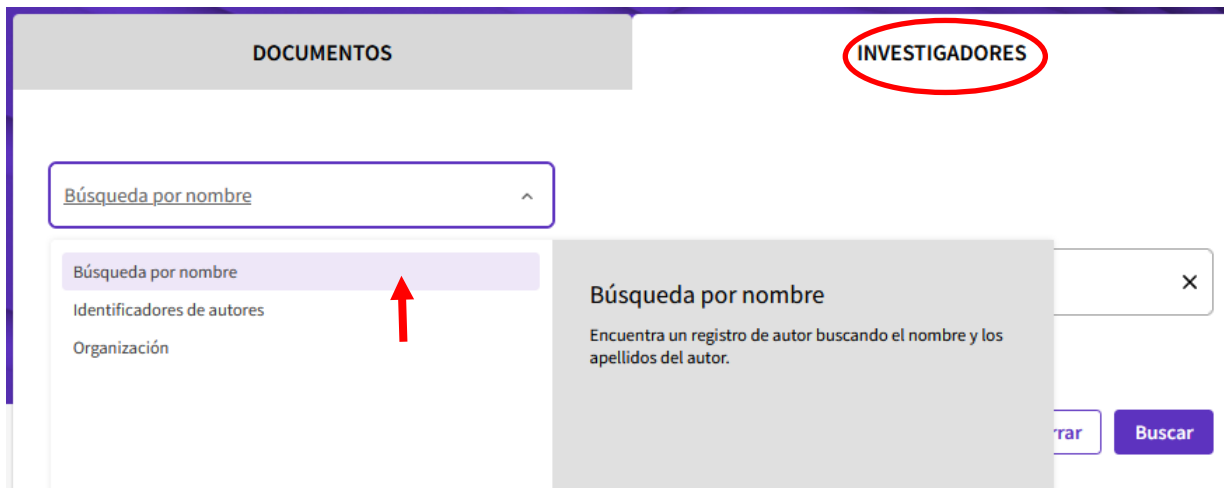 DOCUMENTOS
INVESTIGADORES
Búsqueda por nombre
Búsqueda por nombre
Identificadores de autores
Organización
Búsqueda por nombre
Encuentra un registro de autor buscando el nombre y los
apellidos del autor.
rrar
Buscar